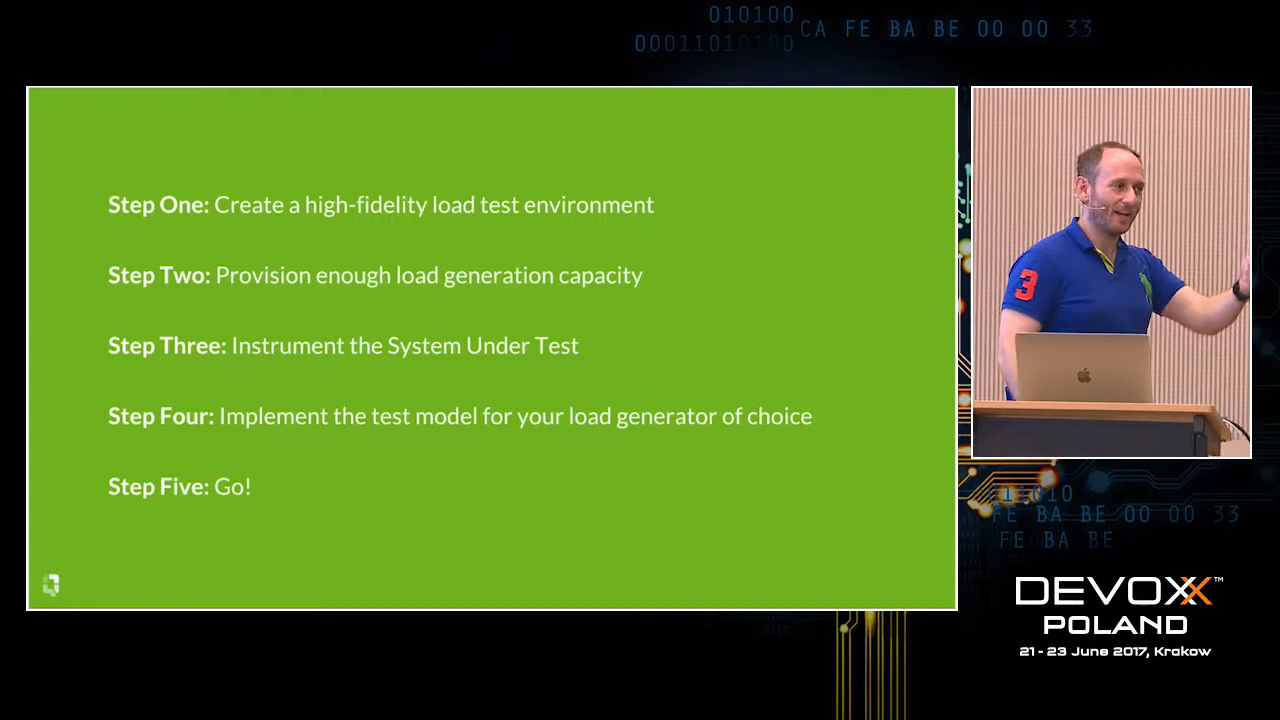 010100
CA FE BA BE 00 00 33
00011010100
Step One: Create a high-fidelity load test environment
Step Two: Provision enough load generation capacity
Step Three: Instrument the System Under Test
Step Four: Implement the test model for your load generator of choice
Step Five: Go!
3
FE BA BE 00 00 33
FE BA BE
DEVOXX™
POLAND
21 - 23 June 2017, Krakow